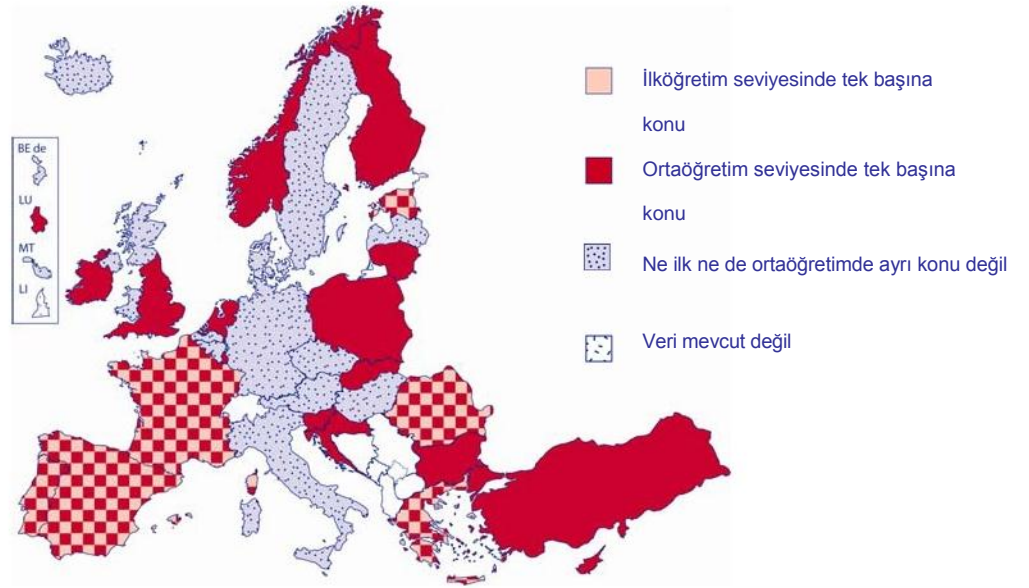 BE de
LU
MT
LI
İlköğretim seviyesinde tek başına
konu
Ortaöğretim seviyesinde tek başına
konu
Ne ilk ne de ortaöğretimde ayrı konu değil
Veri mevcut değil